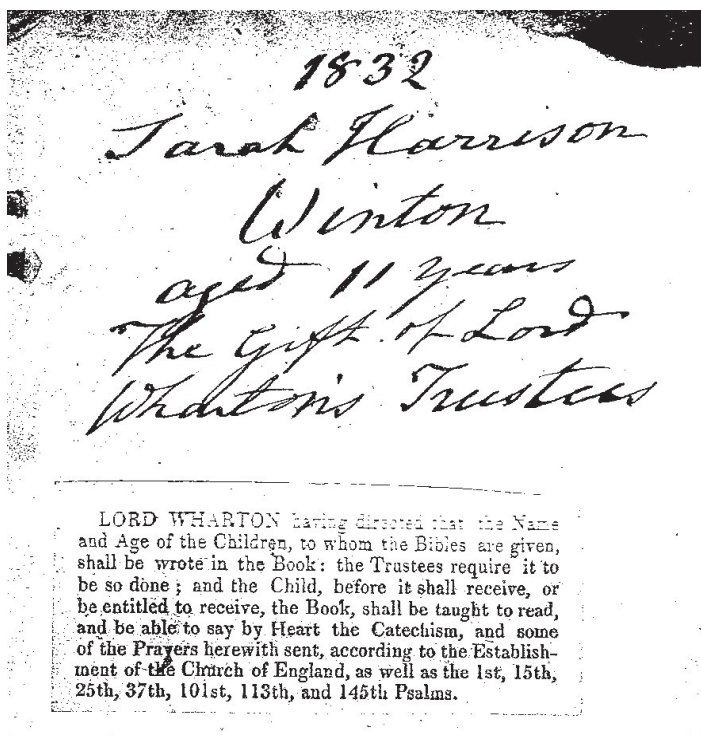 1832
Sarah Harrison
Winton
aged 11 years
The Gift of Lord
Wharton's Trustees
LORD WHARTON having directed that the Name
and Age of the Children, to whom the Bibles are given,
shall be wrote in the Book: the Trustees require it to
be so done; and the Child, before it shall receive, or
be entitled to receive, the Book, shall be taught to read,
and be able to say by Heart the Catechism, and some
of the Prayers herewith sent, according to the Establish-
ment of the Church of England, as well as the 1st, 15th,
25th, 37th, 101st, 113th, and 145th Psalms.